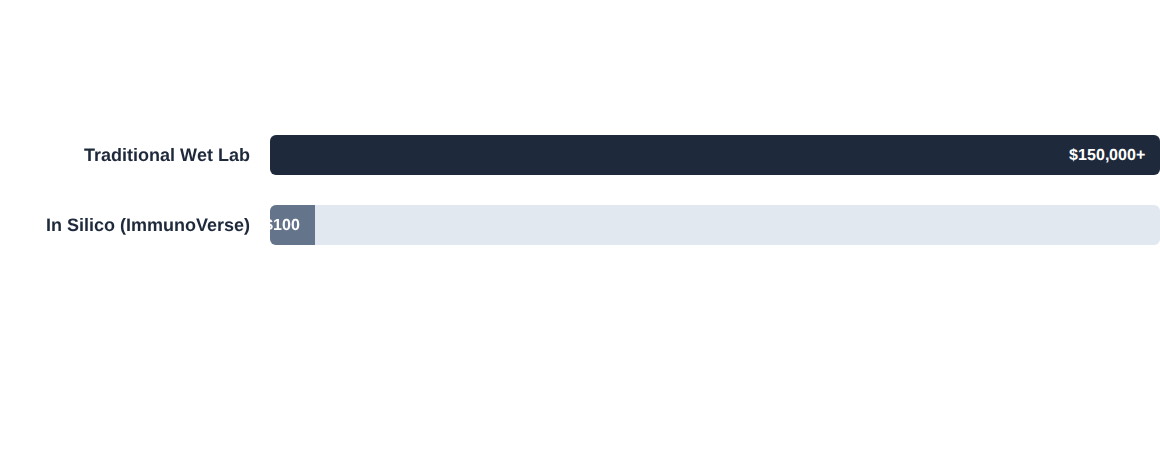 Traditional Wet Lab
$150,000+
In Silico (ImmunoVerse)
$100